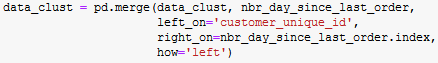 data_clust = pd.merge(data_clust, nbr_day_since_last_order,
left_on='customer_unique_id',
right_on=nbr_day_since_last_order.index,
how='left')